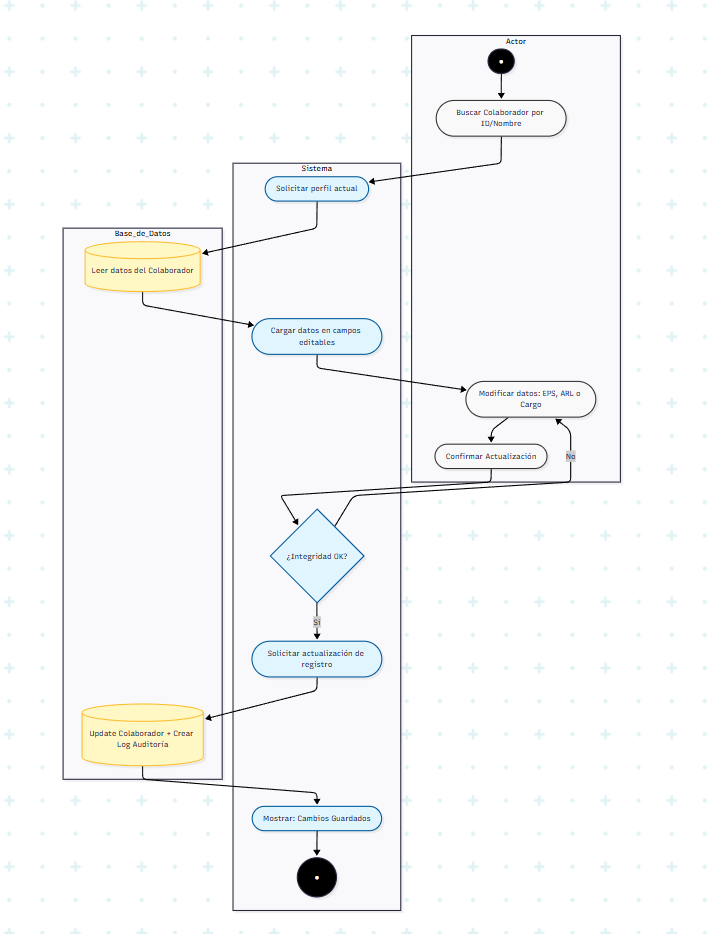 Actor
Buscar Colaborador por
ID/Nombre
Sistema
Solicitar perfil actual
Base_de_Datos
Leer datos del Colaborador
Cargar datos en campos
editables
Modificar datos: EPS, ARL o
Cargo
Confirmar Actualización
No
¿Integridad OK?
Sí
Solicitar actualización de
registro
Update Colaborador + Crear
Log Auditoría
Mostrar: Cambios Guardados